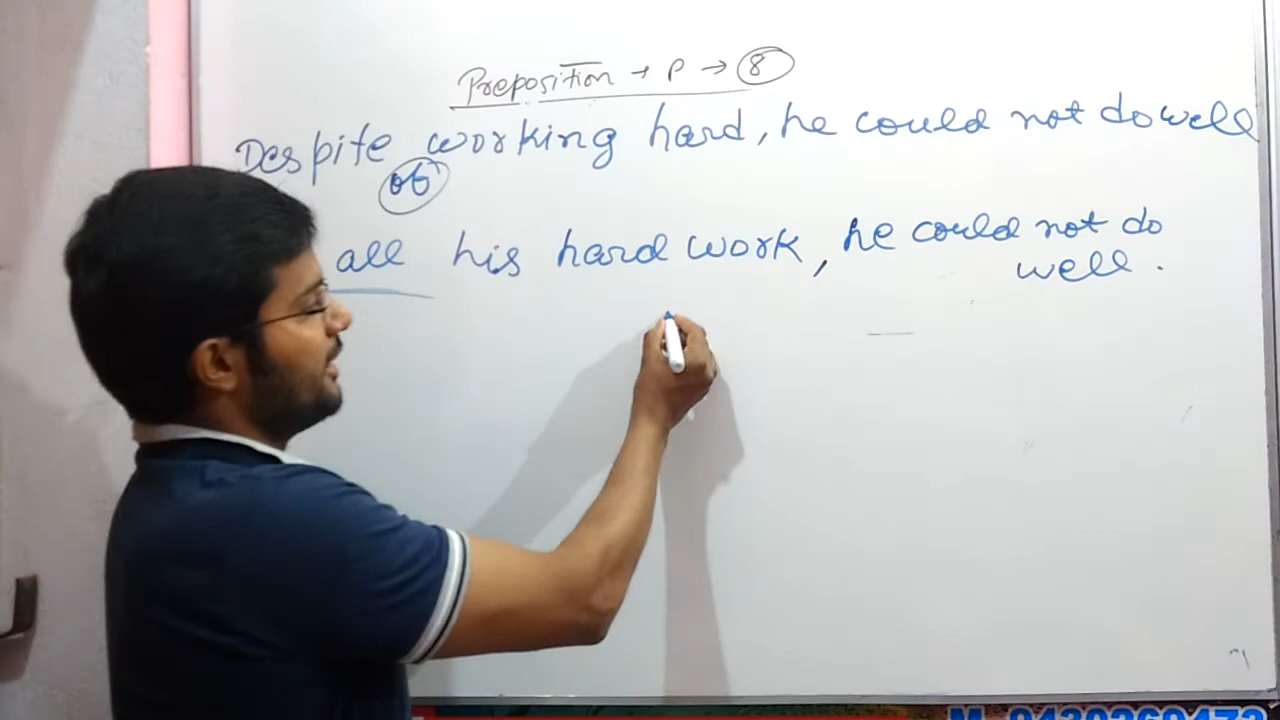 Preposition → P → 8
Despite working hard, he could not do well
of
all his hard work, he could not do
well.